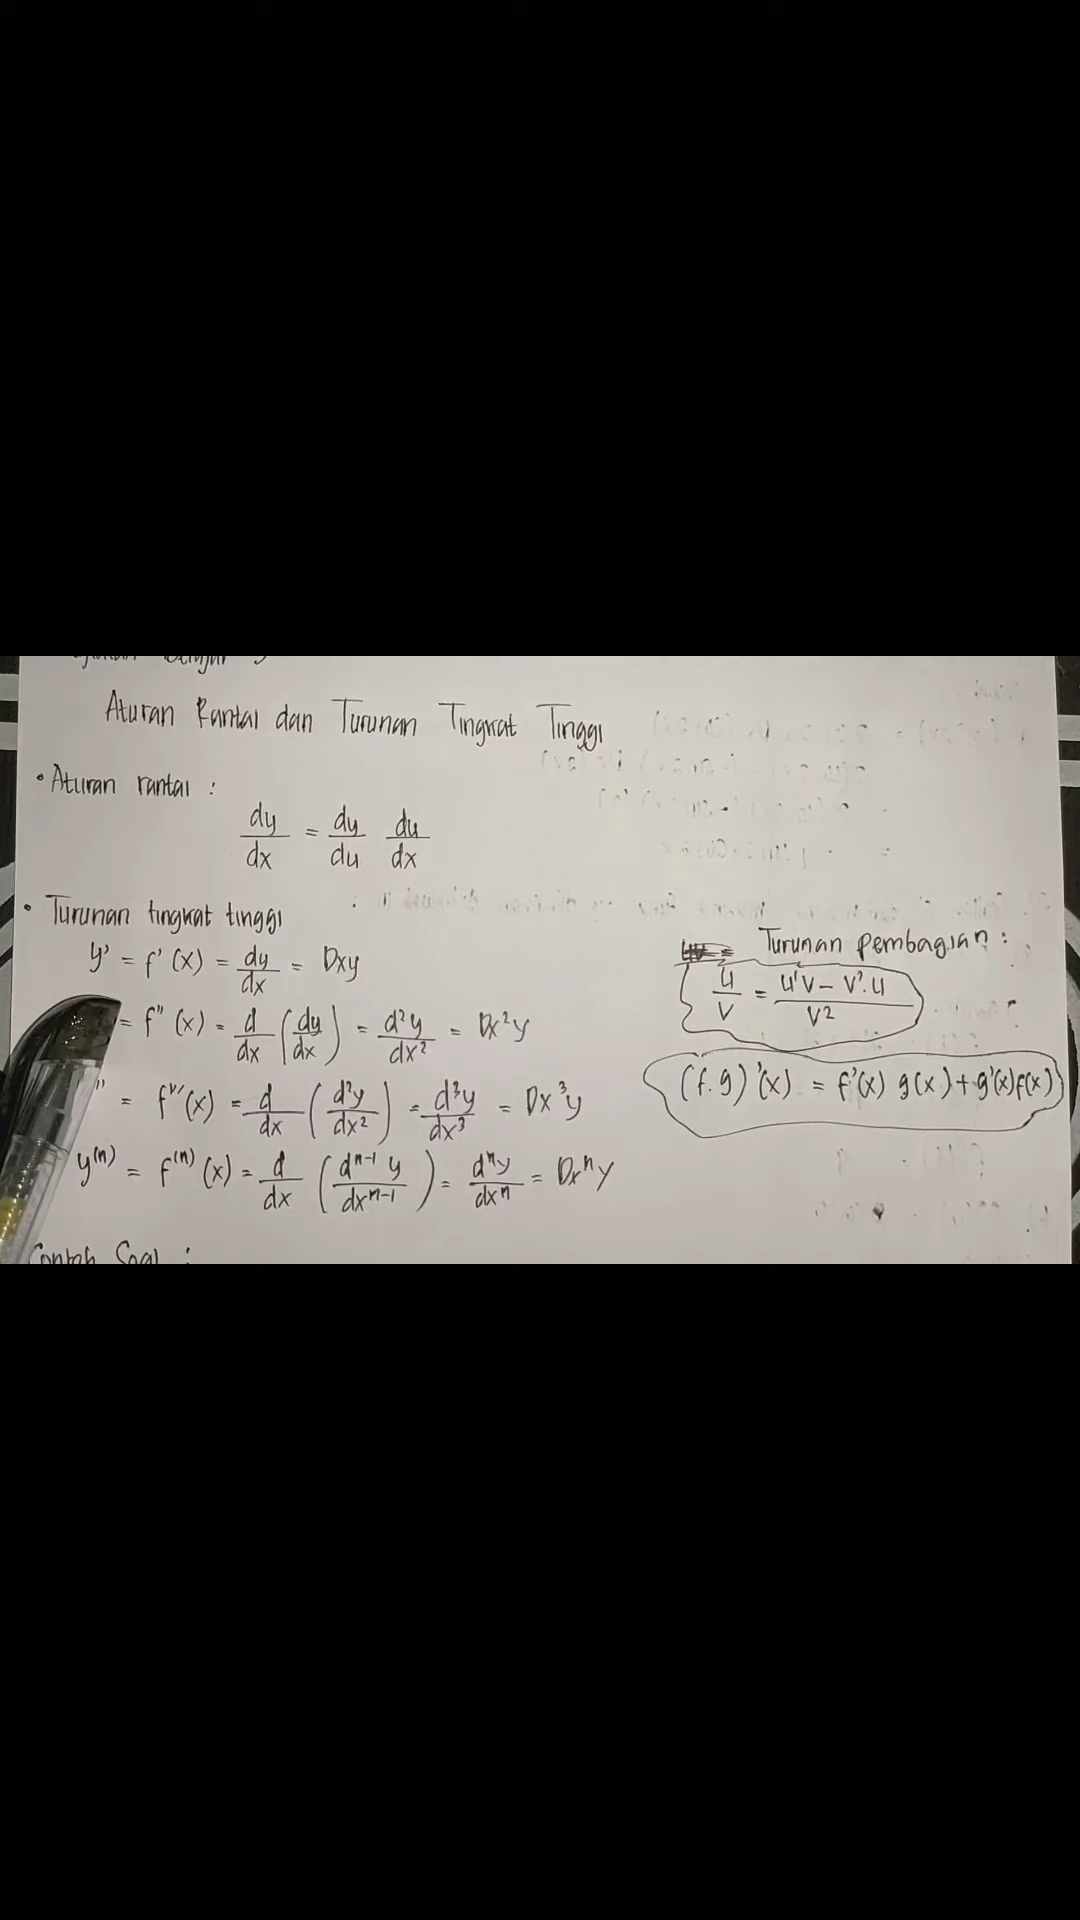 Aturan Rantai dan Turunan Tingkat Tinggi
• Aturan rantai :
dy/dx = dy/du du/dx
• Turunan tingkat tinggi
y' = f'(x) = dy/dx = Dxy
= f''(x) = d/dx (dy/dx) = d²y/dx² = Dx²y
'' = f'''(x) = d/dx (d²y/dx²) = d³y/dx³ = Dx³y
y⁽ⁿ⁾ = f⁽ⁿ⁾(x) = d/dx (dⁿ⁻¹y/dxⁿ⁻¹) = dⁿy/dxⁿ = Dxⁿy
Contoh Soal :
Turunan pembagian :
u/v = u'v - v'.u / v²
(f.g)'(x) = f'(x) g(x) + g'(x)f(x)